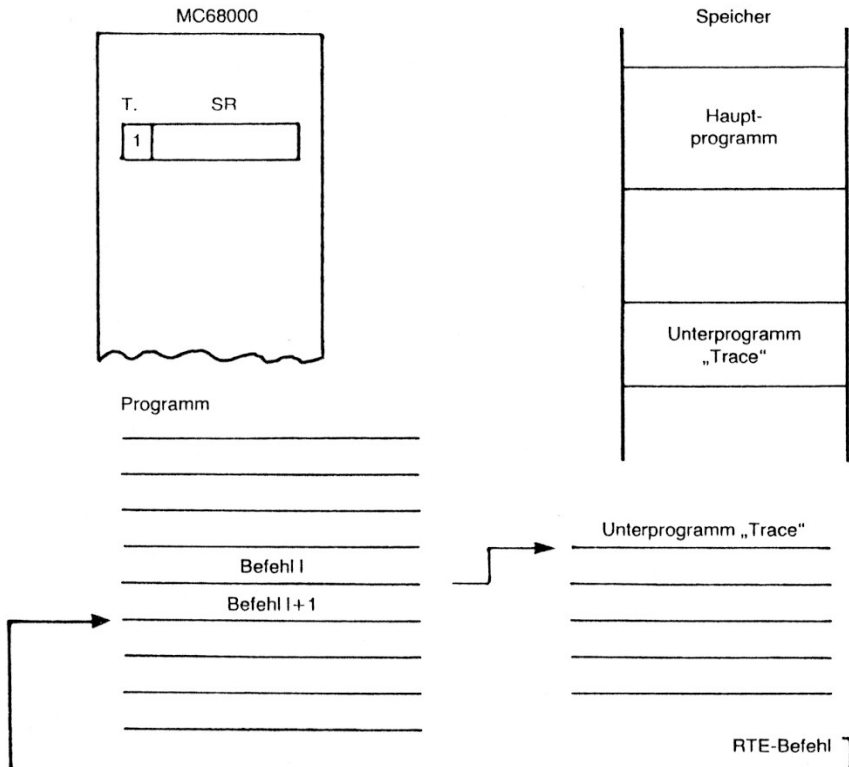 MC68000
Speicher
T. SR
1
Haupt-
programm
Unterprogramm
„Trace“
Programm
Unterprogramm „Trace“
Befehl I
Befehl I+1
RTE-Befehl